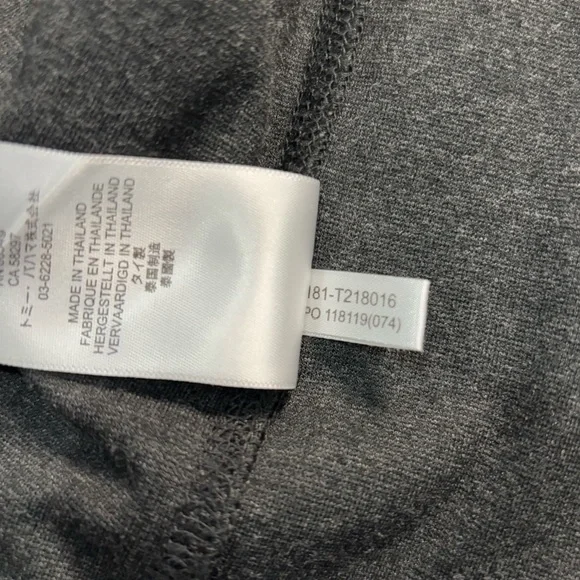 CA 58297
トミー・バハマ株式会社
03-6228-5021
MADE IN THAILAND
FABRIQUE EN THAILANDE
HERGESTELLT IN THAILAND
VERVAARDIGD IN THAILAND
タイ製
泰国制造
泰國製
I81-T218016
PO 118119(074)